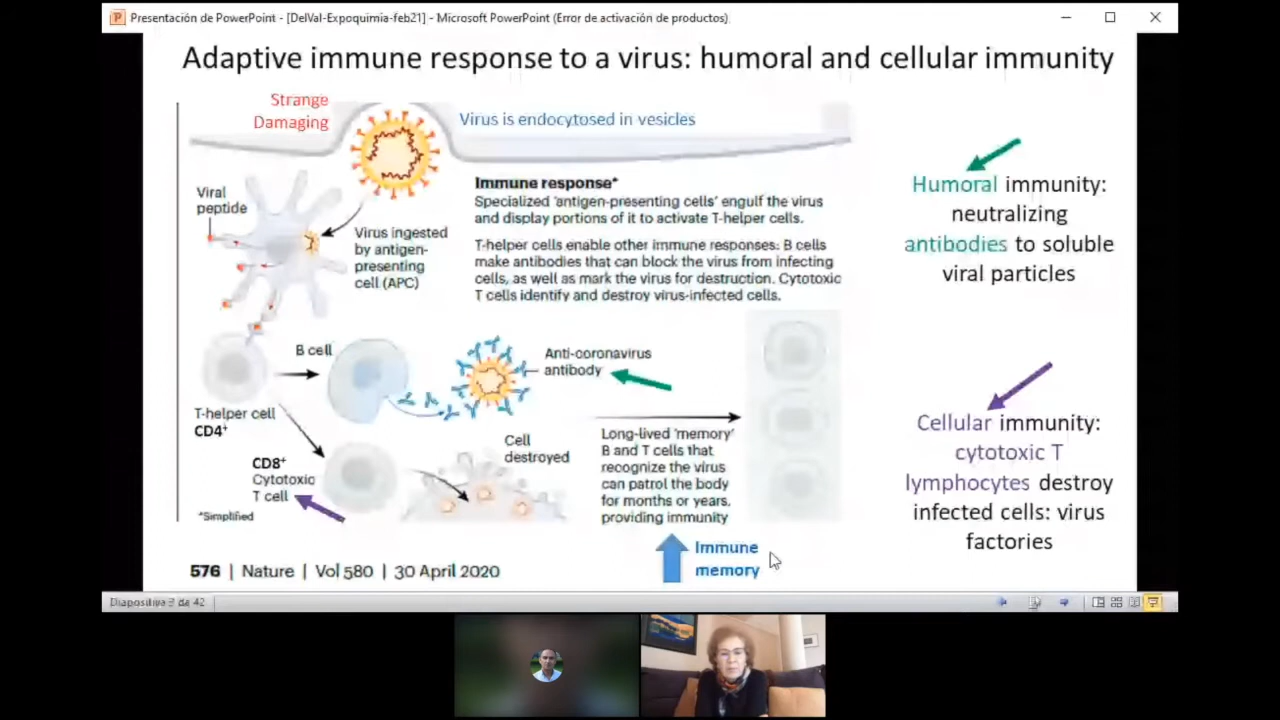 Presentación de PowerPoint - [DelVal-Expoquimia-feb21] - Microsoft PowerPoint (Error de activación de productos)
Adaptive immune response to a virus: humoral and cellular immunity
Strange
Damaging
Virus is endocytosed in vesicles
Viral
peptide
Virus ingested
by antigen-
presenting
cell (APC)
Immune response*
Specialized 'antigen-presenting cells' engulf the virus
and display portions of it to activate T-helper cells.
T-helper cells enable other immune responses: B cells
make antibodies that can block the virus from infecting
cells, as well as mark the virus for destruction. Cytotoxic
T cells identify and destroy virus-infected cells.
Humoral immunity:
neutralizing
antibodies to soluble
viral particles
B cell
Anti-coronavirus
antibody
T-helper cell
CD4⁺
CD8⁺
Cytotoxic
T cell
*Simplified
Cell
destroyed
Long-lived 'memory'
B and T cells that
recognize the virus
can patrol the body
for months or years,
providing immunity
Cellular immunity:
cytotoxic T
lymphocytes destroy
infected cells: virus
factories
Immune
memory
576 | Nature | Vol 580 | 30 April 2020
Diapositiva 3 de 42